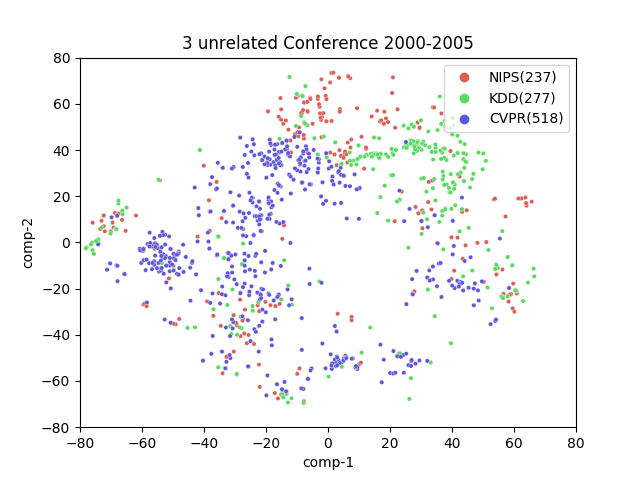 3 unrelated Conference 2000-2005
NIPS(237)
KDD(277)
CVPR(518)
80
60
40
20
0
−20
−40
−60
−80
comp-2
−80 −60 −40 −20 0 20 40 60 80
comp-1